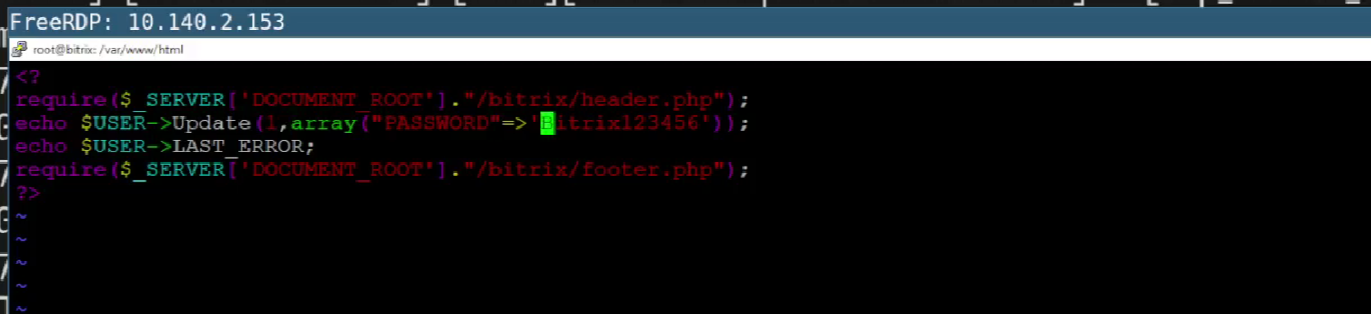 FreeRDP: 10.140.2.153
root@bitrix: /var/www/html
<?
require($_SERVER['DOCUMENT_ROOT']."/bitrix/header.php");
echo $USER->Update(1,array("PASSWORD"=>'Bitrix123456'));
echo $USER->LAST_ERROR;
require($_SERVER['DOCUMENT_ROOT']."/bitrix/footer.php");
?>
~
~
~
~
~